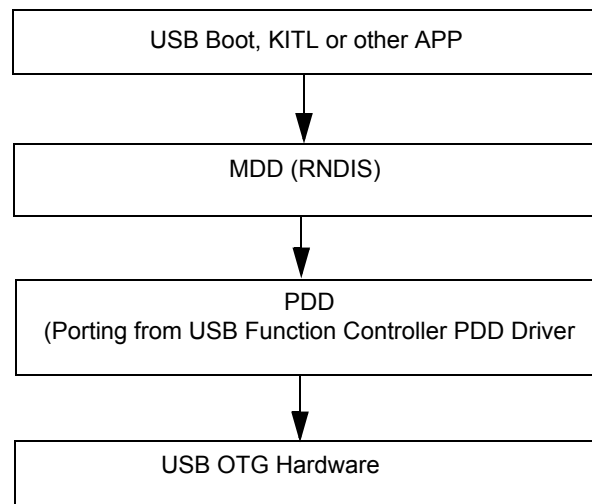 USB Boot, KITL or other APP
MDD (RNDIS)
PDD
(Porting from USB Function Controller PDD Driver
USB OTG Hardware